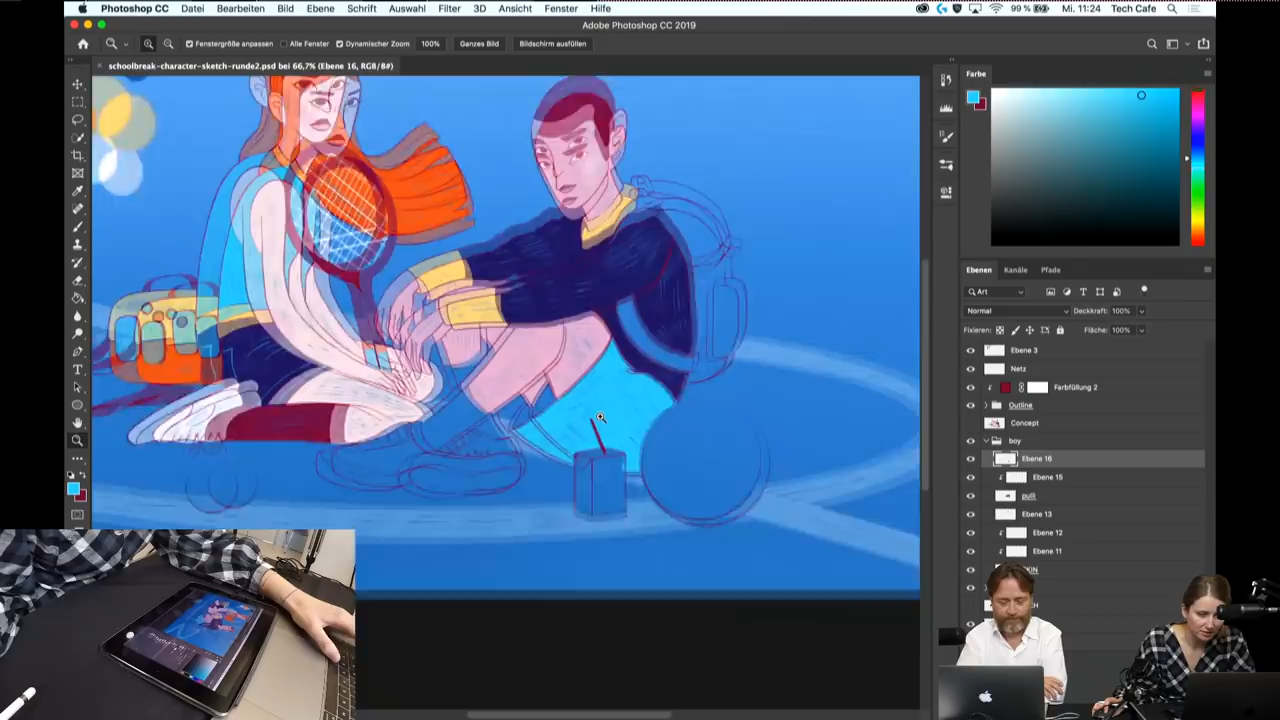 Photoshop CC Datei Bearbeiten Bild Ebene Schrift Auswahl Filter 3D Ansicht Fenster Hilfe 99 % Mi. 11:24 Tech Cafe
Adobe Photoshop CC 2019
Fenstergröße anpassen Alle Fenster Dynamischer Zoom 100% Ganzes Bild Bildschirm ausfüllen
schoolbreak-character-sketch-runde2.psd bei 66,7% (Ebene 16, RGB/8#)
Farbe
Ebenen Kanäle Pfade
Art
Normal Deckkraft: 100%
Fixieren: Fläche: 100%
Ebene 3
Netz
Farbfüllung 2
Outline
Concept
boy
Ebene 16
Ebene 15
pulli
Ebene 13
Ebene 12
Ebene 11